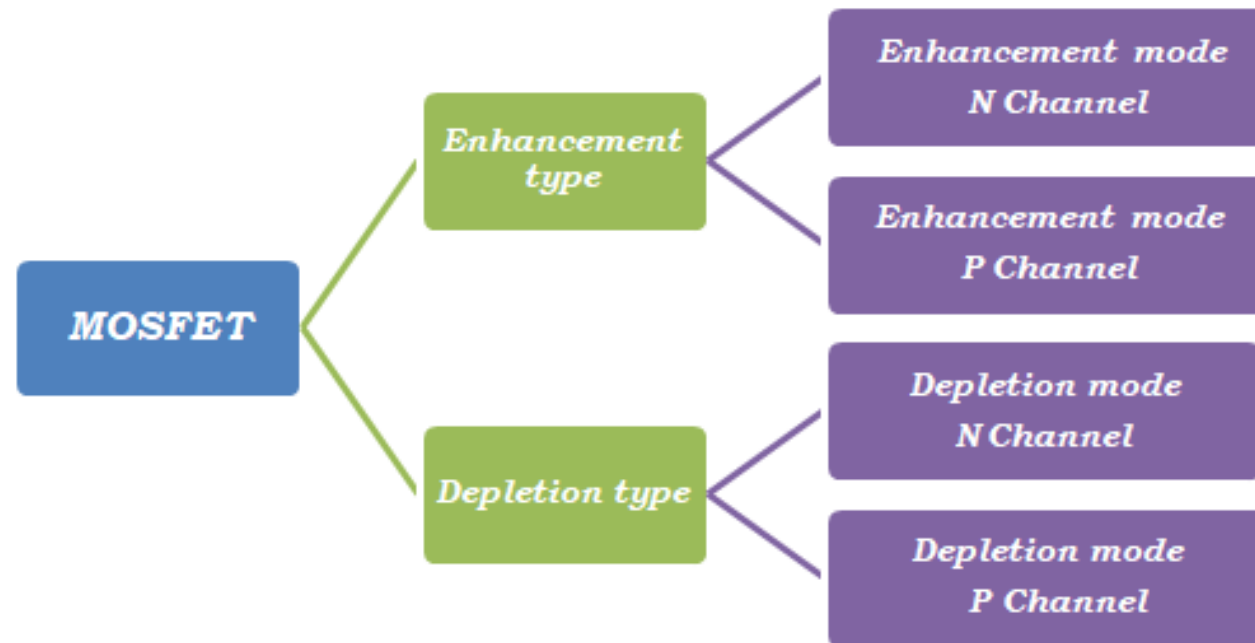 MOSFET
Enhancement
type
Depletion type
Enhancement mode
N Channel
Enhancement mode
P Channel
Depletion mode
N Channel
Depletion mode
P Channel